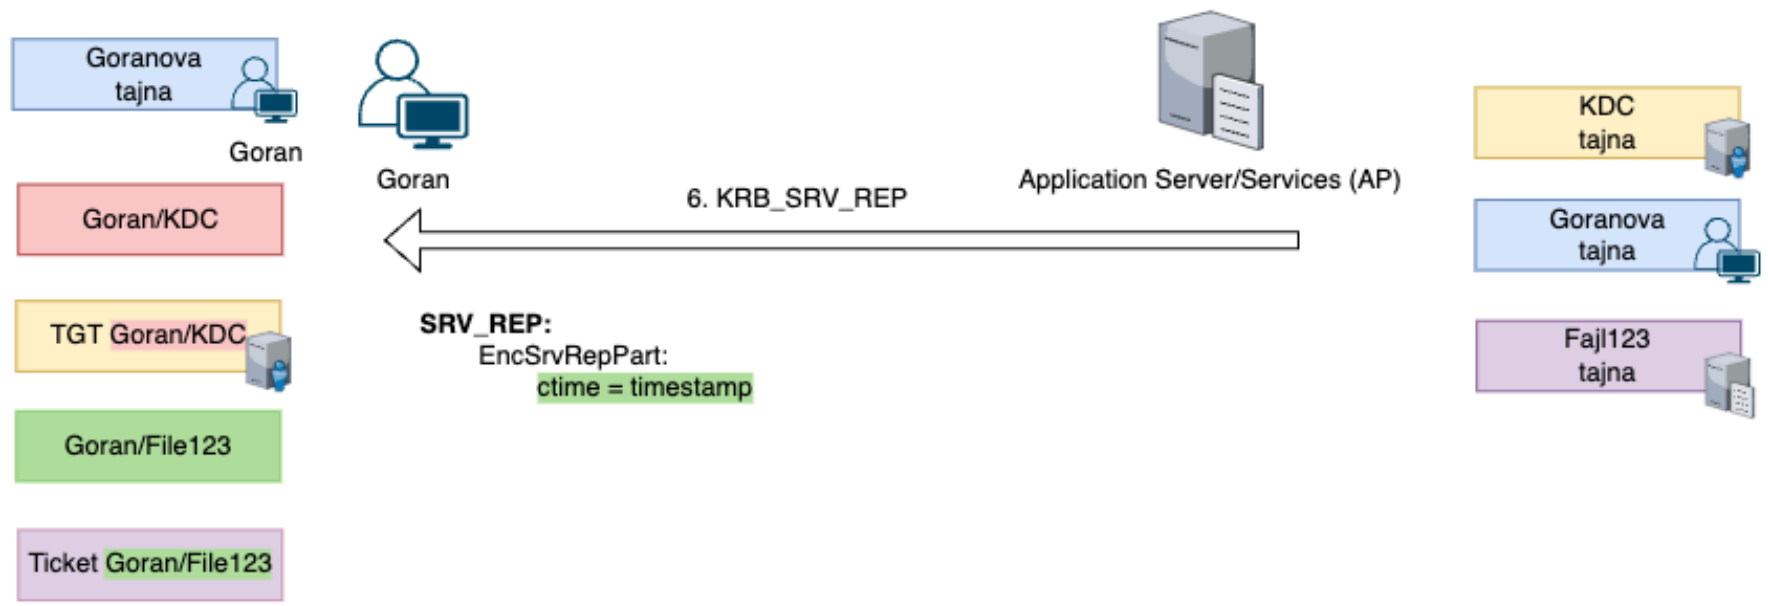 Goranova
tajna
Goran
Goran/KDC
TGT Goran/KDC
Goran/File123
Ticket Goran/File123
Goran
Application Server/Services (AP)
6. KRB_SRV_REP
SRV_REP:
EncSrvRepPart:
ctime = timestamp
KDC
tajna
Goranova
tajna
Fajl123
tajna